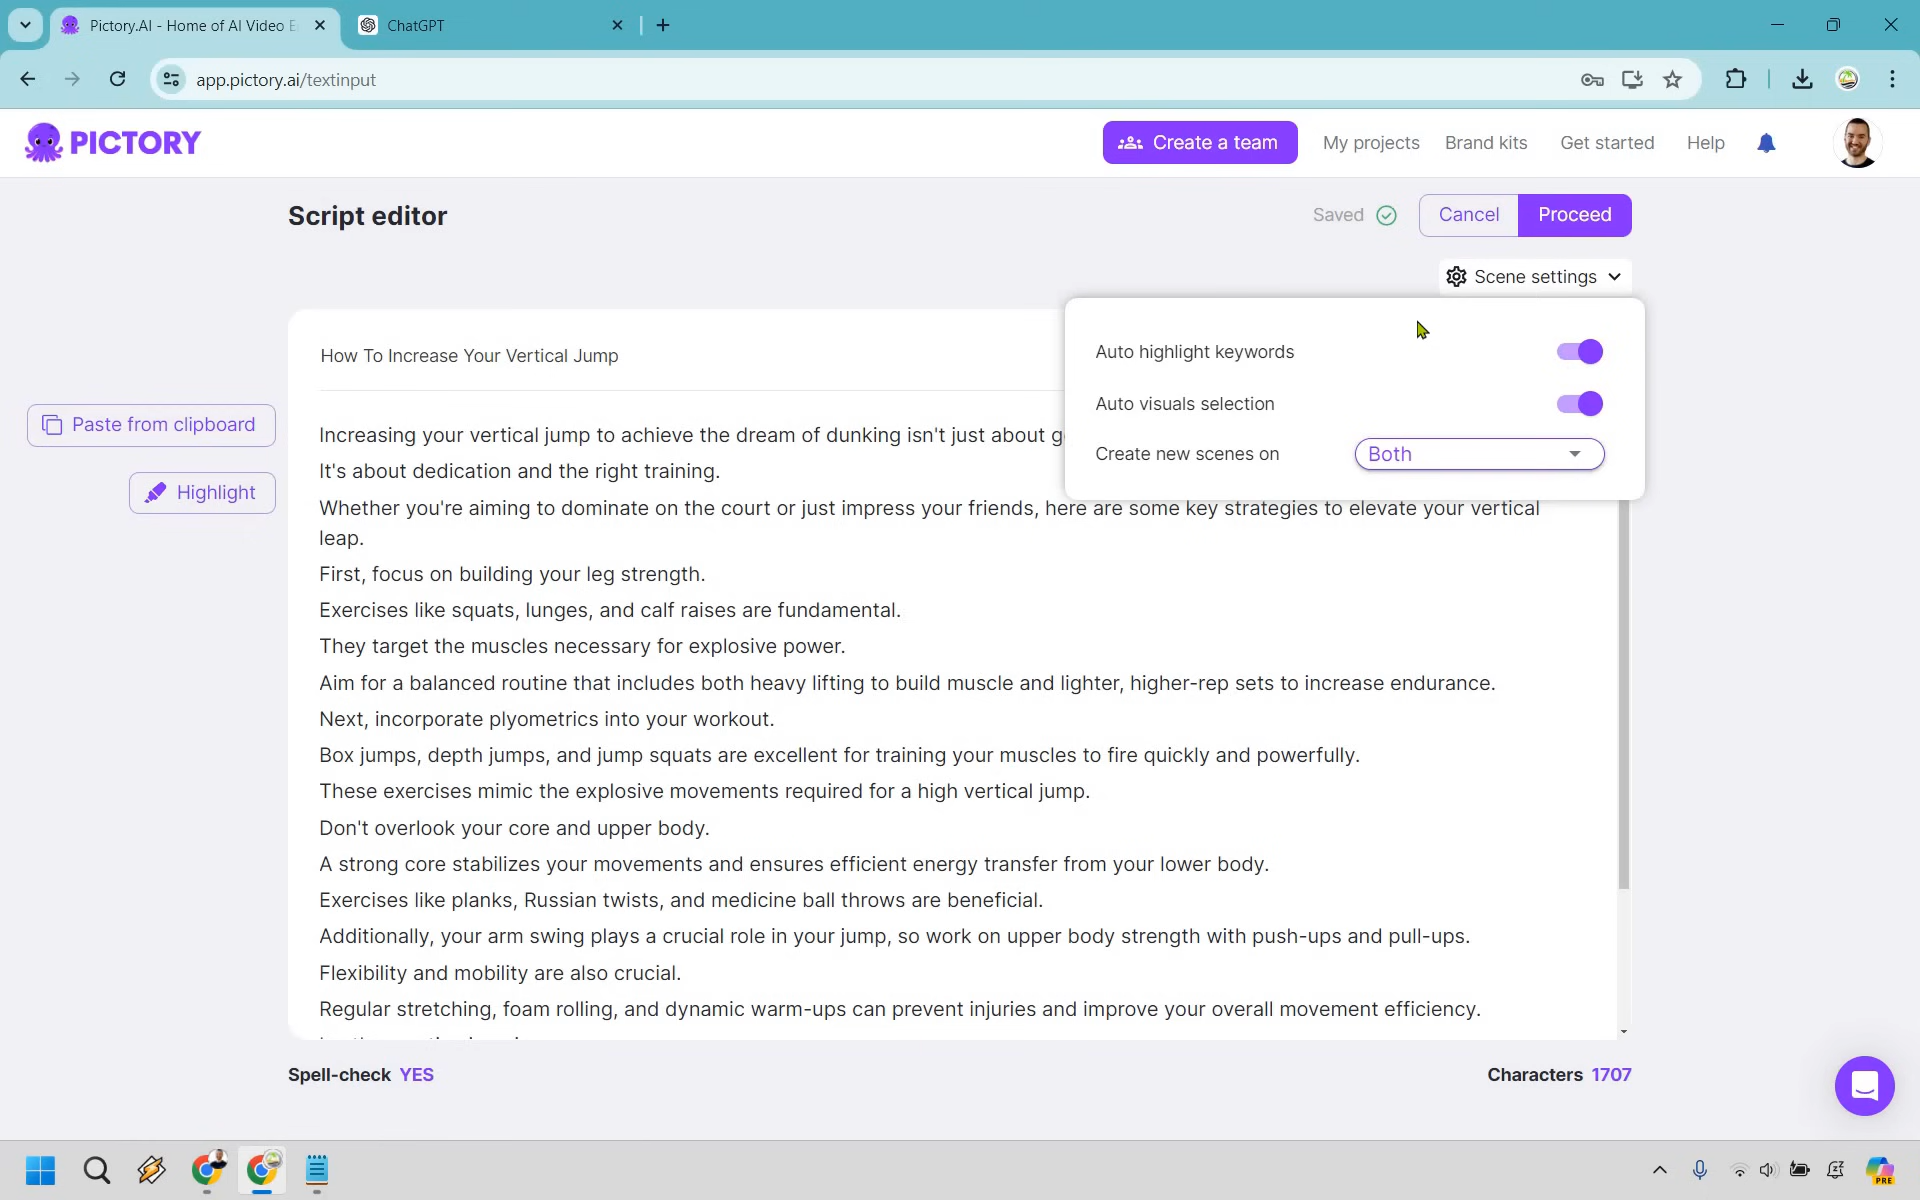 Pictory.AI - Home of AI Video E
ChatGPT
app.pictory.ai/textinput
PICTORY
Create a team
My projects
Brand kits
Get started
Help
Script editor
Saved
Cancel
Proceed
Scene settings
Auto highlight keywords
Auto visuals selection
Create new scenes on
Both
Paste from clipboard
Highlight
How To Increase Your Vertical Jump
Increasing your vertical jump to achieve the dream of dunking isn't just about
It's about dedication and the right training.
Whether you're aiming to dominate on the court or just impress your friends, here are some key strategies to elevate your vertical
leap.
First, focus on building your leg strength.
Exercises like squats, lunges, and calf raises are fundamental.
They target the muscles necessary for explosive power.
Aim for a balanced routine that includes both heavy lifting to build muscle and lighter, higher-rep sets to increase endurance.
Next, incorporate plyometrics into your workout.
Box jumps, depth jumps, and jump squats are excellent for training your muscles to fire quickly and powerfully.
These exercises mimic the explosive movements required for a high vertical jump.
Don't overlook your core and upper body.
A strong core stabilizes your movements and ensures efficient energy transfer from your lower body.
Exercises like planks, Russian twists, and medicine ball throws are beneficial.
Additionally, your arm swing plays a crucial role in your jump, so work on upper body strength with push-ups and pull-ups.
Flexibility and mobility are also crucial.
Regular stretching, foam rolling, and dynamic warm-ups can prevent injuries and improve your overall movement efficiency.
Spell-check YES
Characters 1707
PRE